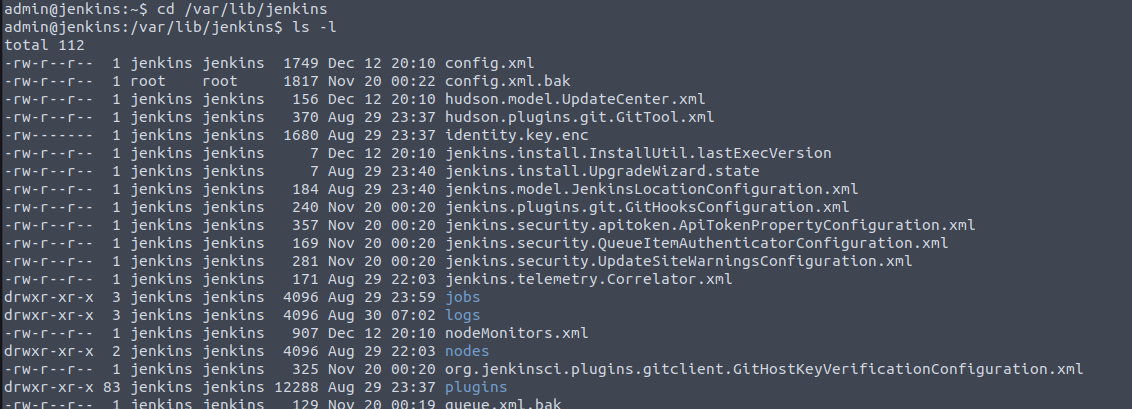 admin@jenkins:~$ cd /var/lib/jenkins
admin@jenkins:/var/lib/jenkins$ ls -l
total 112
-rw-r--r--  1 jenkins jenkins  1749 Dec 12 20:10 config.xml
-rw-r--r--  1 root    root     1817 Nov 20 00:22 config.xml.bak
-rw-r--r--  1 jenkins jenkins   156 Dec 12 20:10 hudson.model.UpdateCenter.xml
-rw-r--r--  1 jenkins jenkins   370 Aug 29 23:37 hudson.plugins.git.GitTool.xml
-rw-------  1 jenkins jenkins  1680 Aug 29 23:37 identity.key.enc
-rw-r--r--  1 jenkins jenkins     7 Dec 12 20:10 jenkins.install.InstallUtil.lastExecVersion
-rw-r--r--  1 jenkins jenkins     7 Aug 29 23:40 jenkins.install.UpgradeWizard.state
-rw-r--r--  1 jenkins jenkins   184 Aug 29 23:40 jenkins.model.JenkinsLocationConfiguration.xml
-rw-r--r--  1 jenkins jenkins   240 Nov 20 00:20 jenkins.plugins.git.GitHooksConfiguration.xml
-rw-r--r--  1 jenkins jenkins   357 Nov 20 00:20 jenkins.security.apitoken.ApiTokenPropertyConfiguration.xml
-rw-r--r--  1 jenkins jenkins   169 Nov 20 00:20 jenkins.security.QueueItemAuthenticatorConfiguration.xml
-rw-r--r--  1 jenkins jenkins   281 Nov 20 00:20 jenkins.security.UpdateSiteWarningsConfiguration.xml
-rw-r--r--  1 jenkins jenkins   171 Aug 29 22:03 jenkins.telemetry.Correlator.xml
drwxr-xr-x  3 jenkins jenkins  4096 Aug 29 23:59 jobs
drwxr-xr-x  3 jenkins jenkins  4096 Aug 30 07:02 logs
-rw-r--r--  1 jenkins jenkins   907 Dec 12 20:10 nodeMonitors.xml
drwxr-xr-x  2 jenkins jenkins  4096 Aug 29 22:03 nodes
-rw-r--r--  1 jenkins jenkins   325 Nov 20 00:20 org.jenkinsci.plugins.gitclient.GitHostKeyVerificationConfiguration.xml
drwxr-xr-x 83 jenkins jenkins 12288 Aug 29 23:37 plugins
-rw-r--r--  1 jenkins jenkins   129 Nov 20 00:19 queue.xml.bak